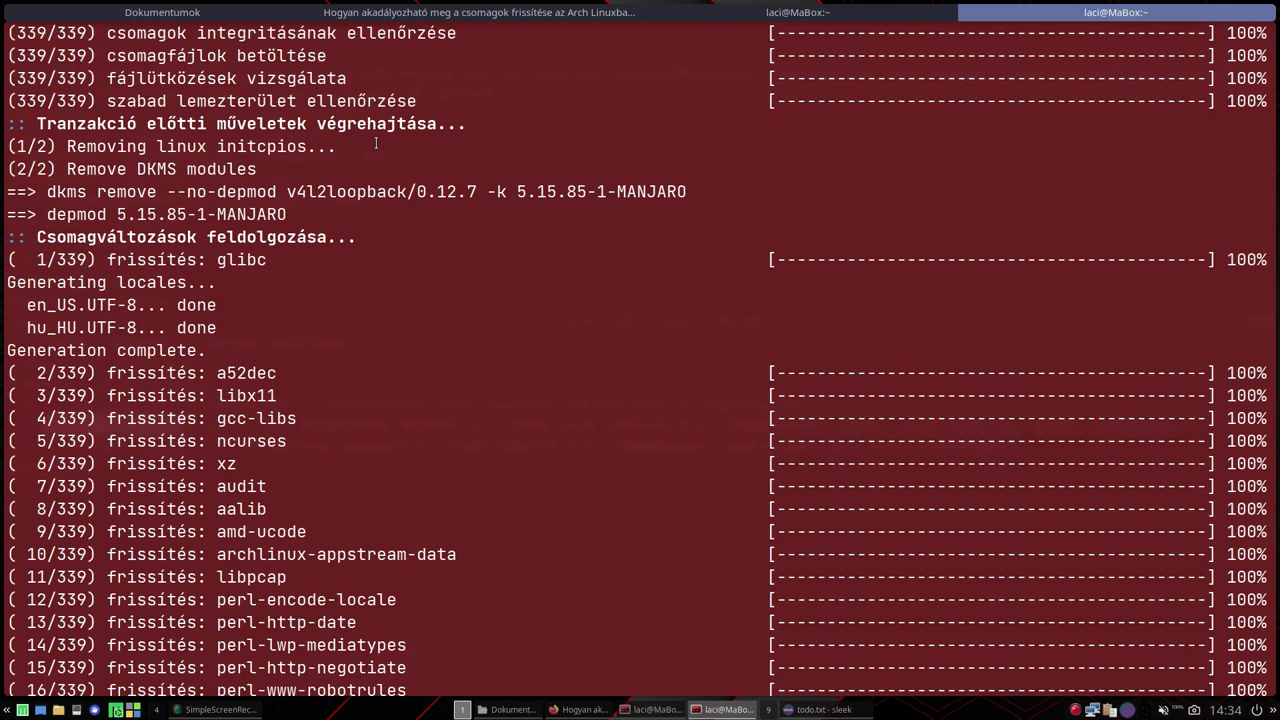 Dokumentumok Hogyan akadályozható meg a csomagok frissítése az Arch Linuxba... laci@MaBox:~ laci@MaBox:~
(339/339) csomagok integritásának ellenőrzése [-------------------------------------------] 100%
(339/339) csomagfájlok betöltése [-------------------------------------------] 100%
(339/339) fájlütközések vizsgálata [-------------------------------------------] 100%
(339/339) szabad lemezterület ellenőrzése [-------------------------------------------] 100%
:: Tranzakció előtti műveletek végrehajtása...
(1/2) Removing linux initcpios...
(2/2) Remove DKMS modules
==> dkms remove --no-depmod v4l2loopback/0.12.7 -k 5.15.85-1-MANJARO
==> depmod 5.15.85-1-MANJARO
:: Csomagváltozások feldolgozása...
(  1/339) frissítés: glibc [-------------------------------------------] 100%
Generating locales...
  en_US.UTF-8... done
  hu_HU.UTF-8... done
Generation complete.
(  2/339) frissítés: a52dec [-------------------------------------------] 100%
(  3/339) frissítés: libx11 [-------------------------------------------] 100%
(  4/339) frissítés: gcc-libs [-------------------------------------------] 100%
(  5/339) frissítés: ncurses [-------------------------------------------] 100%
(  6/339) frissítés: xz [-------------------------------------------] 100%
(  7/339) frissítés: audit [-------------------------------------------] 100%
(  8/339) frissítés: aalib [-------------------------------------------] 100%
(  9/339) frissítés: amd-ucode [-------------------------------------------] 100%
( 10/339) frissítés: archlinux-appstream-data [-------------------------------------------] 100%
( 11/339) frissítés: libpcap [-------------------------------------------] 100%
( 12/339) frissítés: perl-encode-locale [-------------------------------------------] 100%
( 13/339) frissítés: perl-http-date [-------------------------------------------] 100%
( 14/339) frissítés: perl-lwp-mediatypes [-------------------------------------------] 100%
( 15/339) frissítés: perl-http-negotiate [-------------------------------------------] 100%
( 16/339) frissítés: perl-www-robotrules [-------------------------------------------] 100%
« 4 SimpleScreenRec... 1 Dokument... Hogyan ak... laci@MaBo... laci@MaBo... 9 todo.txt - sleek 100% 14:34 »